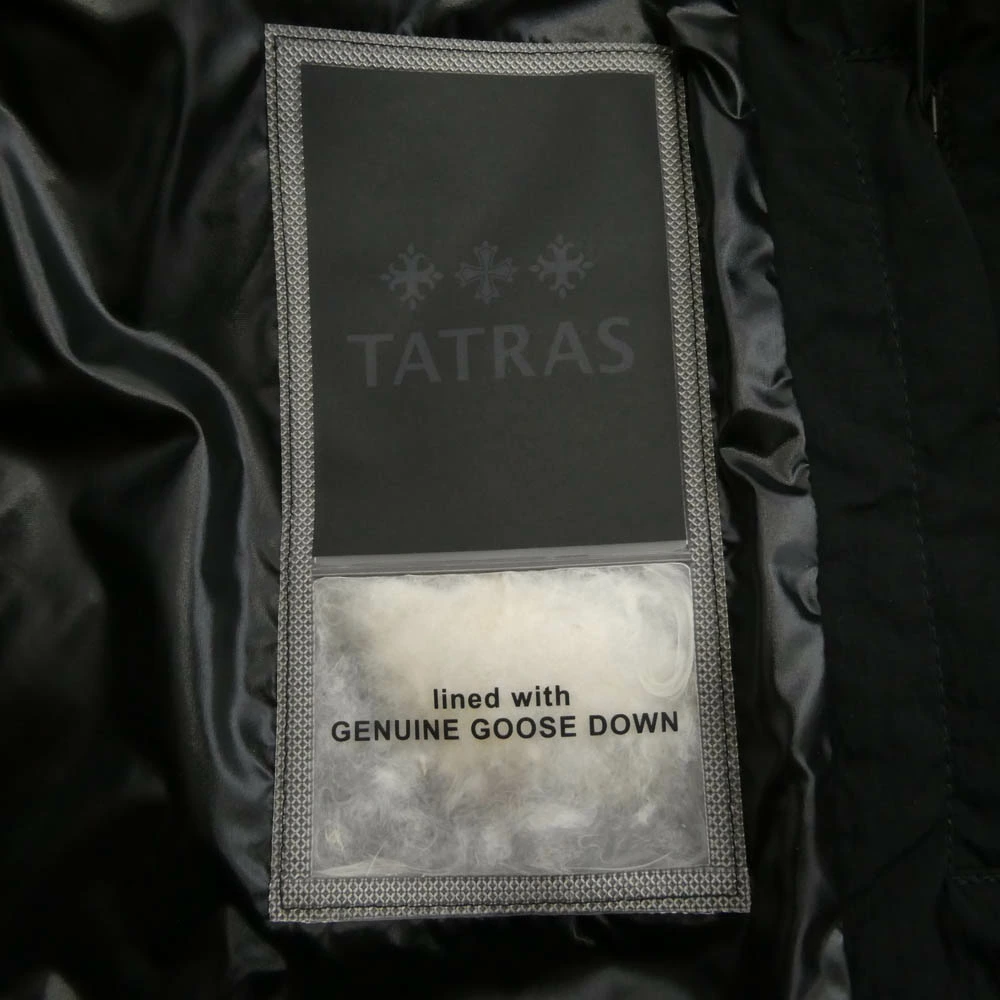 TATRAS
lined with
GENUINE GOOSE DOWN